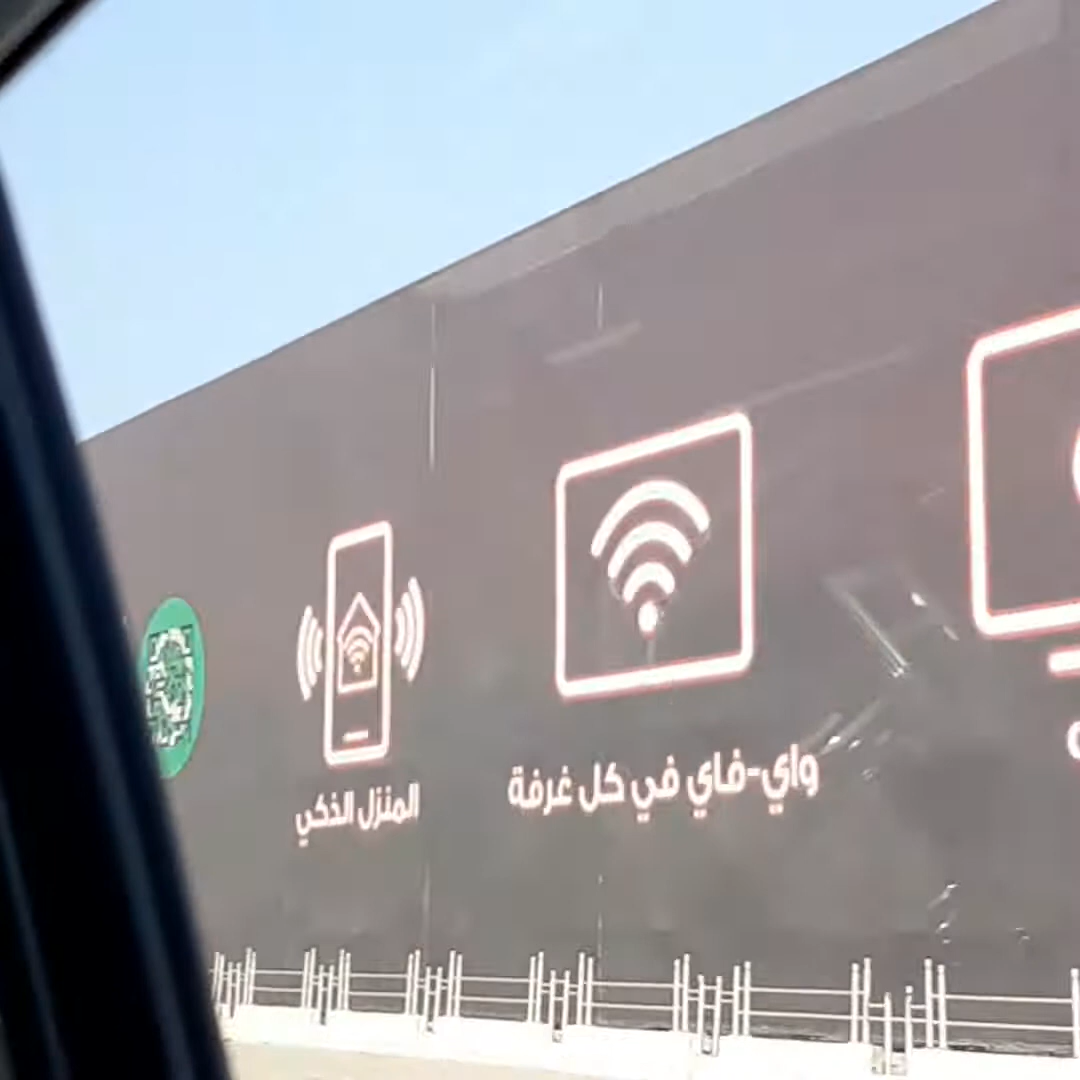 واي-فاي في كل غرفة
المنزل الذكي